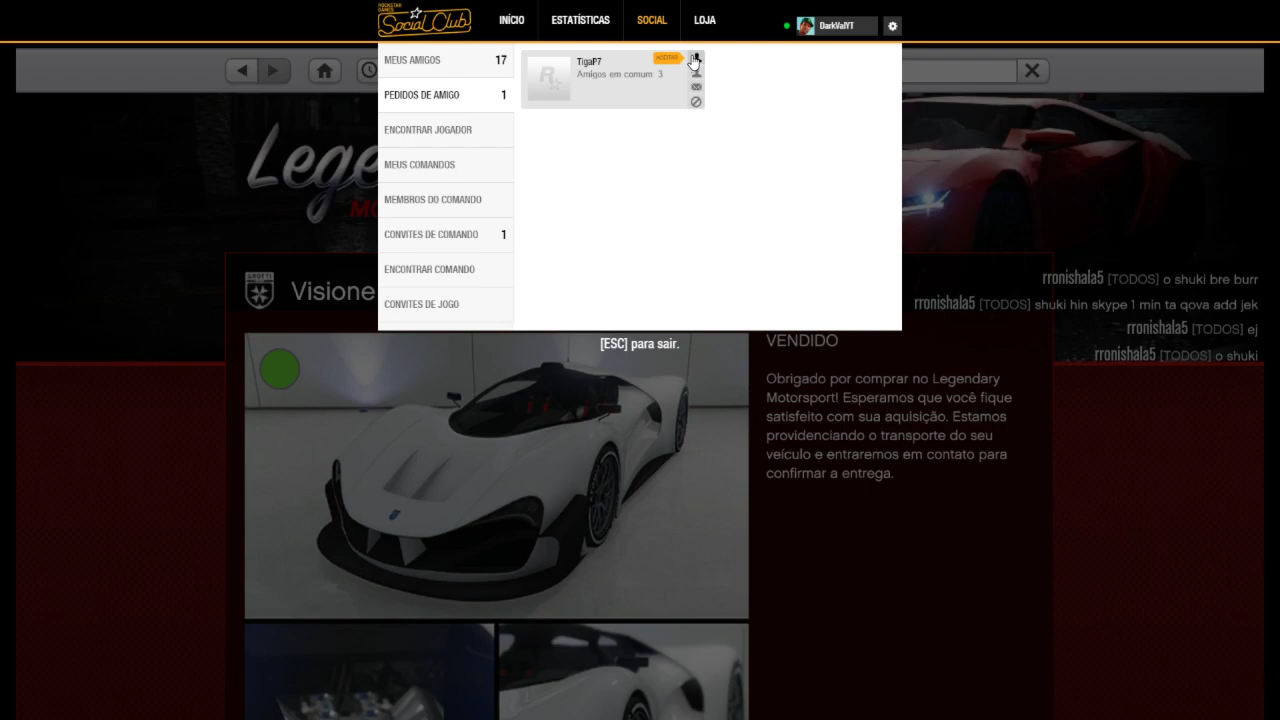 ROCKSTAR GAMES
Social Club
INÍCIO
ESTATÍSTICAS
SOCIAL
LOJA
DarkValYT
MEUS AMIGOS 17
PEDIDOS DE AMIGO 1
ENCONTRAR JOGADOR
MEUS COMANDOS
MEMBROS DO COMANDO
CONVITES DE COMANDO 1
ENCONTRAR COMANDO
CONVITES DE JOGO
TigaP7
Amigos em comum: 3
[ESC] para sair.
Lege
GROTTI
Visione
rronishala5 [TODOS] o shuki bre burr
rronishala5 [TODOS] shuki hin skype 1 min ta qova add jek
rronishala5 [TODOS] ej
rronishala5 [TODOS] o shuki
VENDIDO
Obrigado por comprar no Legendary
Motorsport! Esperamos que você fique
satisfeito com sua aquisição. Estamos
providenciando o transporte do seu
veículo e entraremos em contato para
confirmar a entrega.